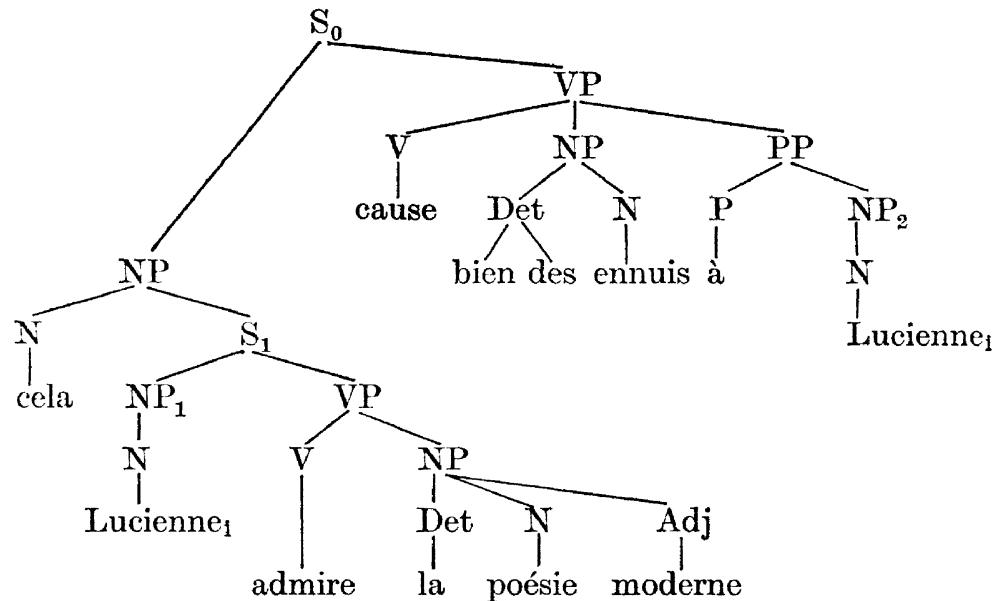 S₀
VP
V NP PP
cause Det N P NP₂
NP bien des ennuis à N
N S₁ Lucienne₁
cela NP₁ VP
N V NP
Lucienne₁ Det N Adj
admire la poésie moderne